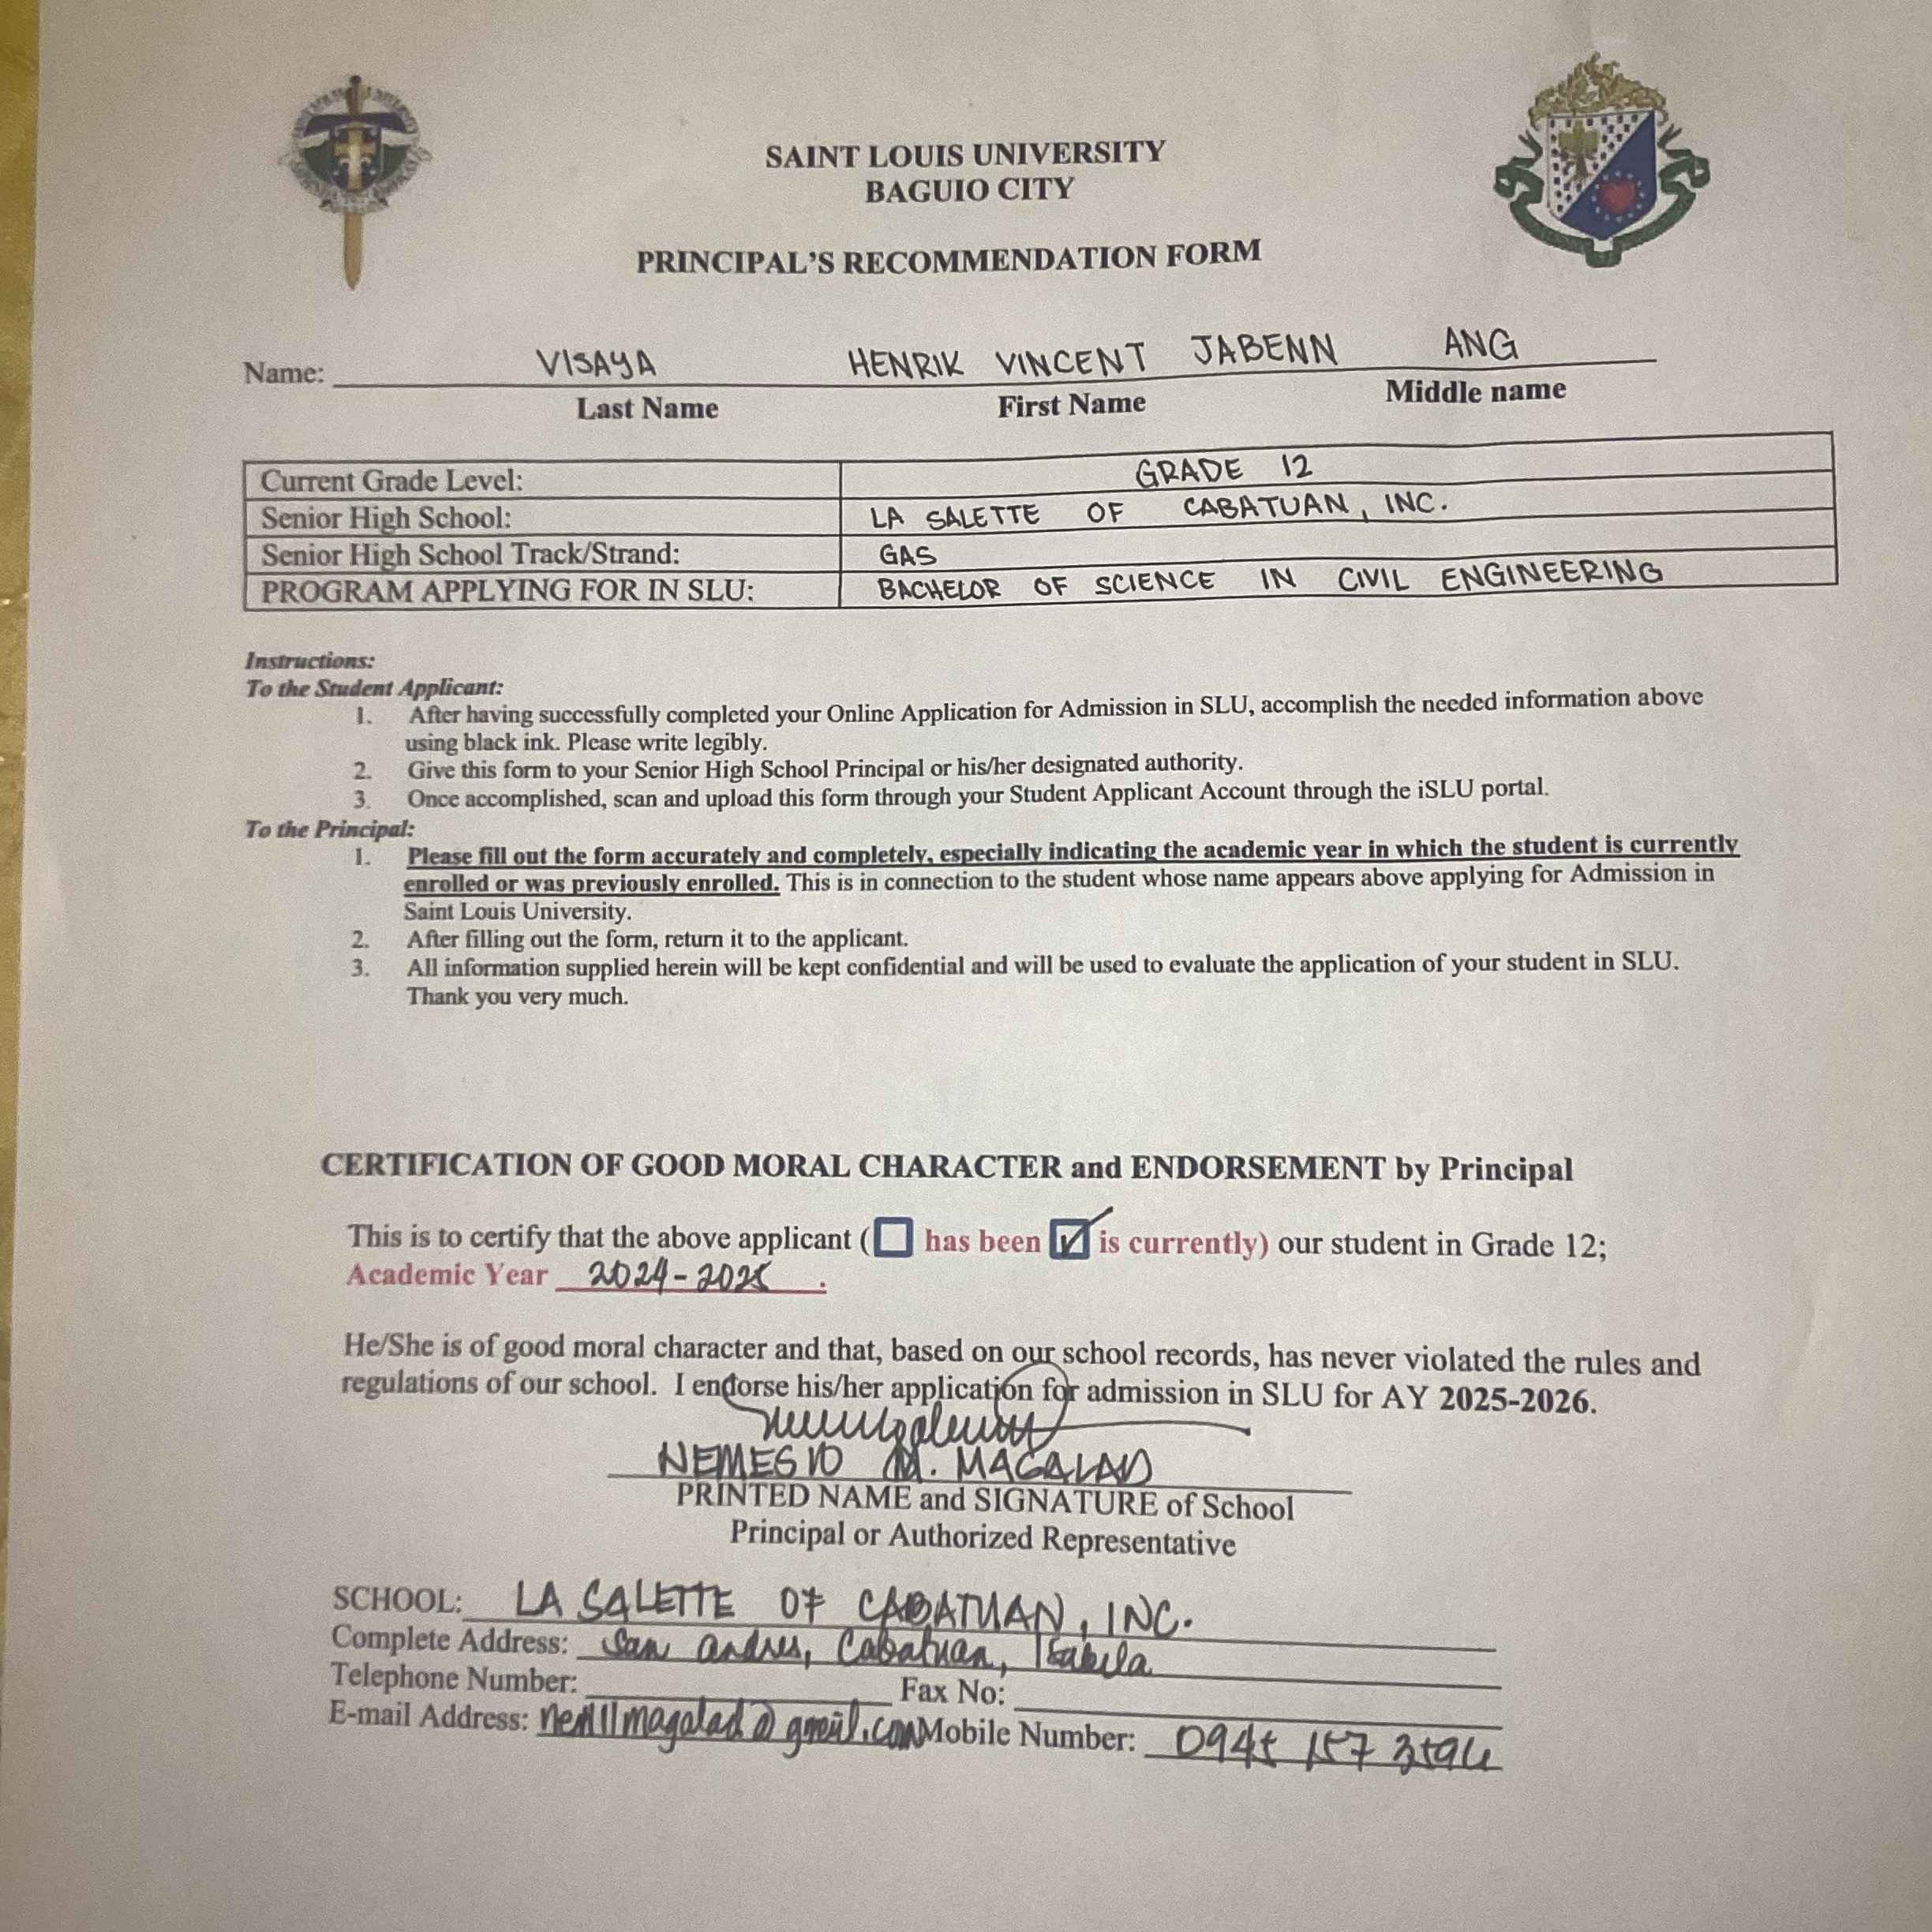 SAINT LOUIS UNIVERSITY
BAGUIO CITY
PRINCIPAL'S RECOMMENDATION FORM
Name: VISAYA HENRIK VINCENT JABENN ANG
Last Name First Name Middle name
Current Grade Level: GRADE 12
Senior High School: LA SALETTE OF CABATUAN, INC.
Senior High School Track/Strand: GAS
PROGRAM APPLYING FOR IN SLU: BACHELOR OF SCIENCE IN CIVIL ENGINEERING
Instructions:
To the Student Applicant:
1. After having successfully completed your Online Application for Admission in SLU, accomplish the needed information above
using black ink. Please write legibly.
2. Give this form to your Senior High School Principal or his/her designated authority.
3. Once accomplished, scan and upload this form through your Student Applicant Account through the iSLU portal.
To the Principal:
1. Please fill out the form accurately and completely, especially indicating the academic year in which the student is currently
enrolled or was previously enrolled. This is in connection to the student whose name appears above applying for Admission in
Saint Louis University.
2. After filling out the form, return it to the applicant.
3. All information supplied herein will be kept confidential and will be used to evaluate the application of your student in SLU.
Thank you very much.
CERTIFICATION OF GOOD MORAL CHARACTER and ENDORSEMENT by Principal
This is to certify that the above applicant (☐ has been ☑ is currently) our student in Grade 12;
Academic Year 2024-2025.
He/She is of good moral character and that, based on our school records, has never violated the rules and
regulations of our school. I endorse his/her application for admission in SLU for AY 2025-2026.
NEMESIO M. MAGALAD
PRINTED NAME and SIGNATURE of School
Principal or Authorized Representative
SCHOOL: LA SALETTE OF CABATUAN, INC.
Complete Address: San Andres, Cabatuan, Isabela
Telephone Number: Fax No:
E-mail Address: nem11magalad@gmail.com Mobile Number: 0945 157